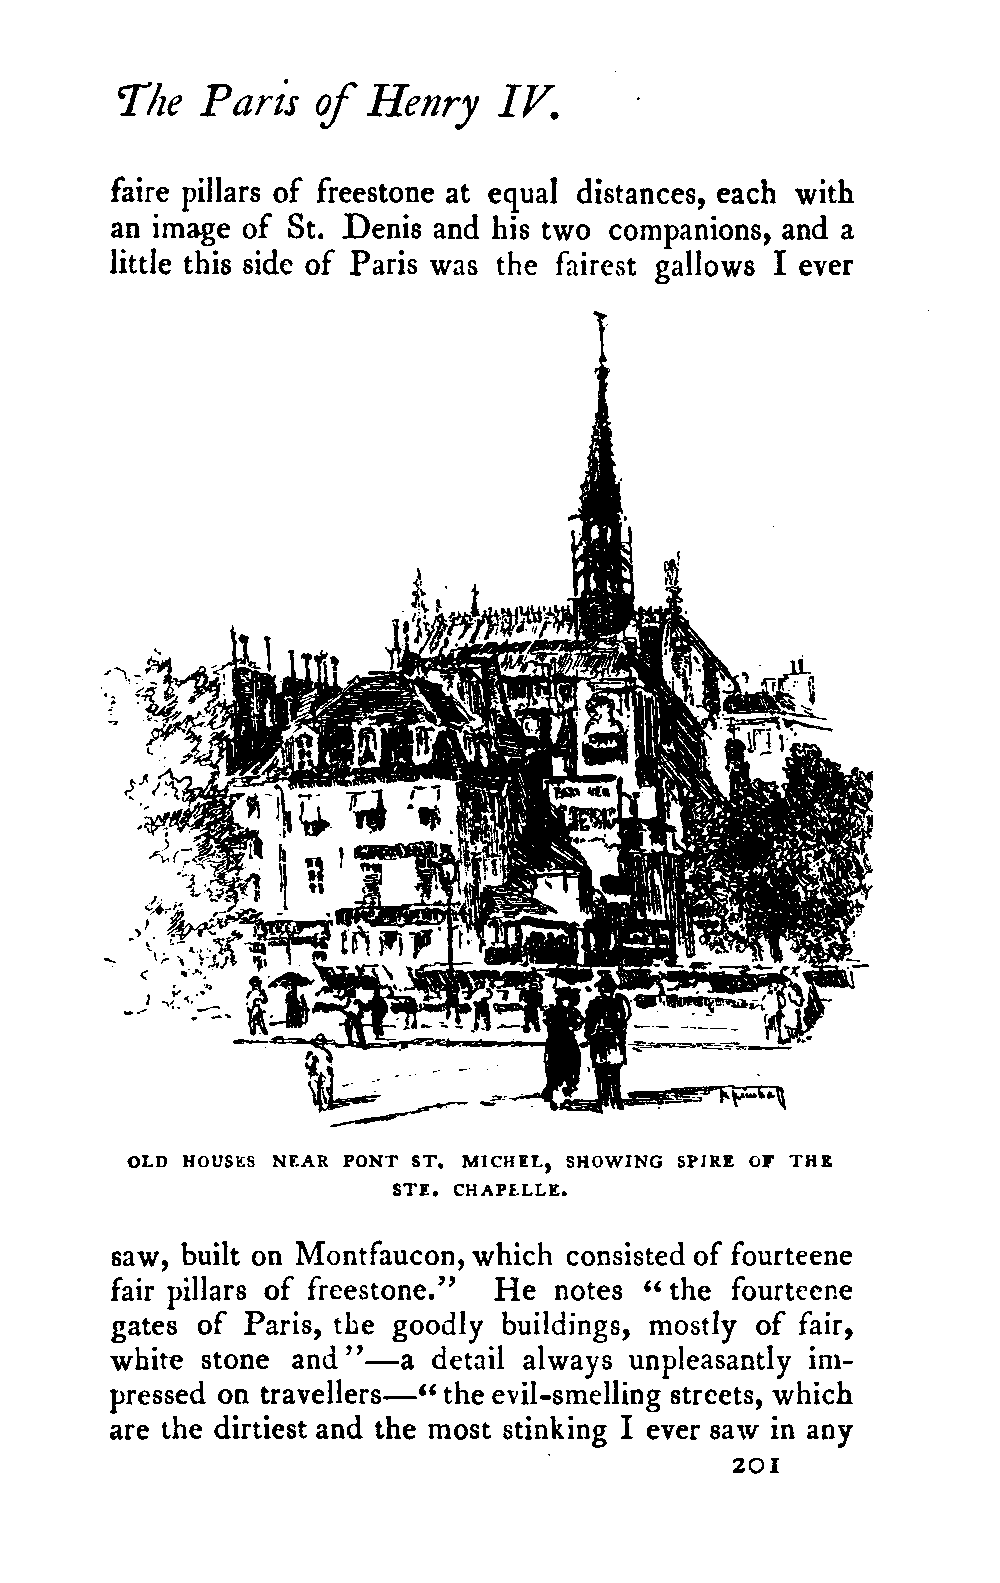 The Paris of Henry IV.
faire pillars of freestone at equal distances, each with
an image of St. Denis and his two companions, and a
little this side of Paris was the fairest gallows I ever
OLD HOUSES NEAR PONT ST. MICHEL, SHOWING SPIRE OF THE
STE. CHAPELLE.
saw, built on Montfaucon, which consisted of fourteene
fair pillars of freestone.” He notes “the fourteene
gates of Paris, the goodly buildings, mostly of fair,
white stone and”—a detail always unpleasantly im-
pressed on travellers—“the evil-smelling streets, which
are the dirtiest and the most stinking I ever saw in any
201